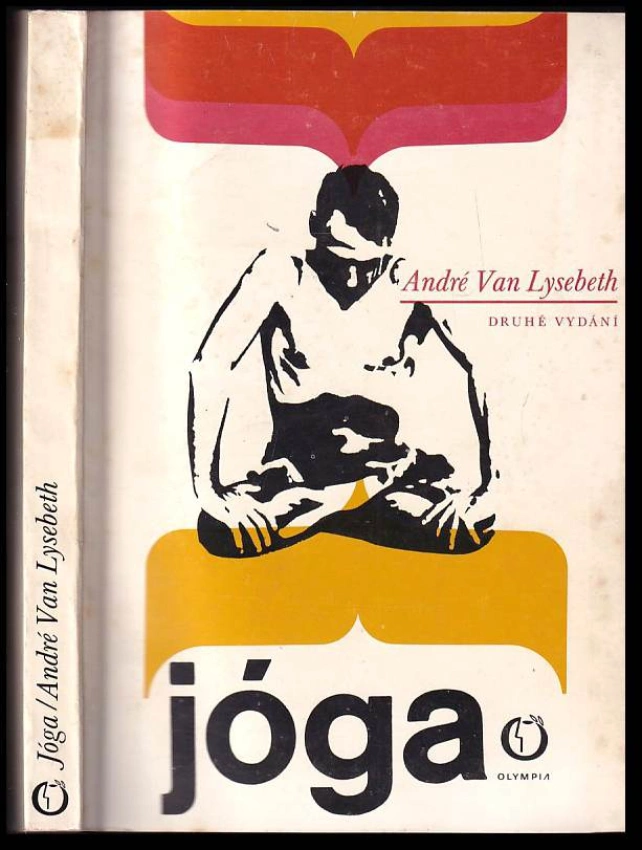 Jóga / André Van Lysebeth
André Van Lysebeth
DRUHÉ VYDÁNÍ
jóga
OLYMPIA